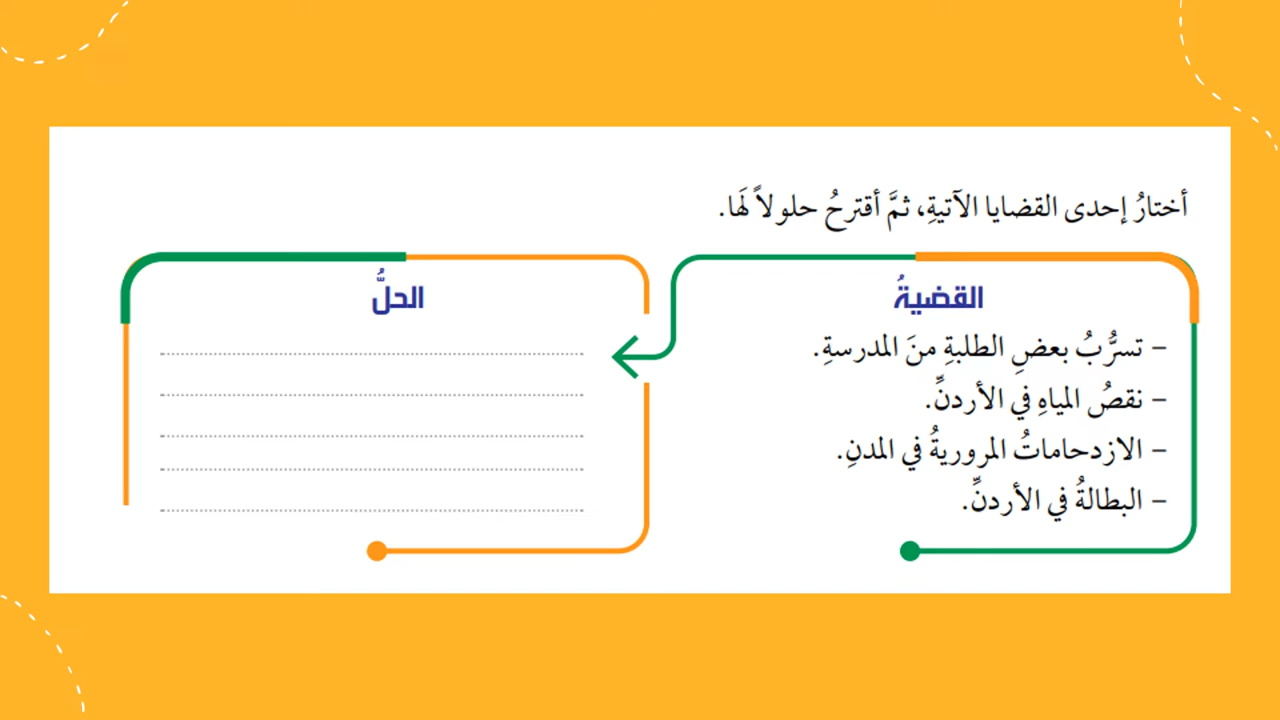 أختارُ إحدى القضايا الآتيةِ، ثمَّ أقترحُ حلولاً لهَا.
القضيةُ
– تسرُّبُ بعضِ الطلبةِ منَ المدرسةِ.
– نقصُ المياهِ في الأردنِّ.
– الازدحاماتُ المروريةُ في المدنِ.
– البطالةُ في الأردنِّ.
الحلُّ